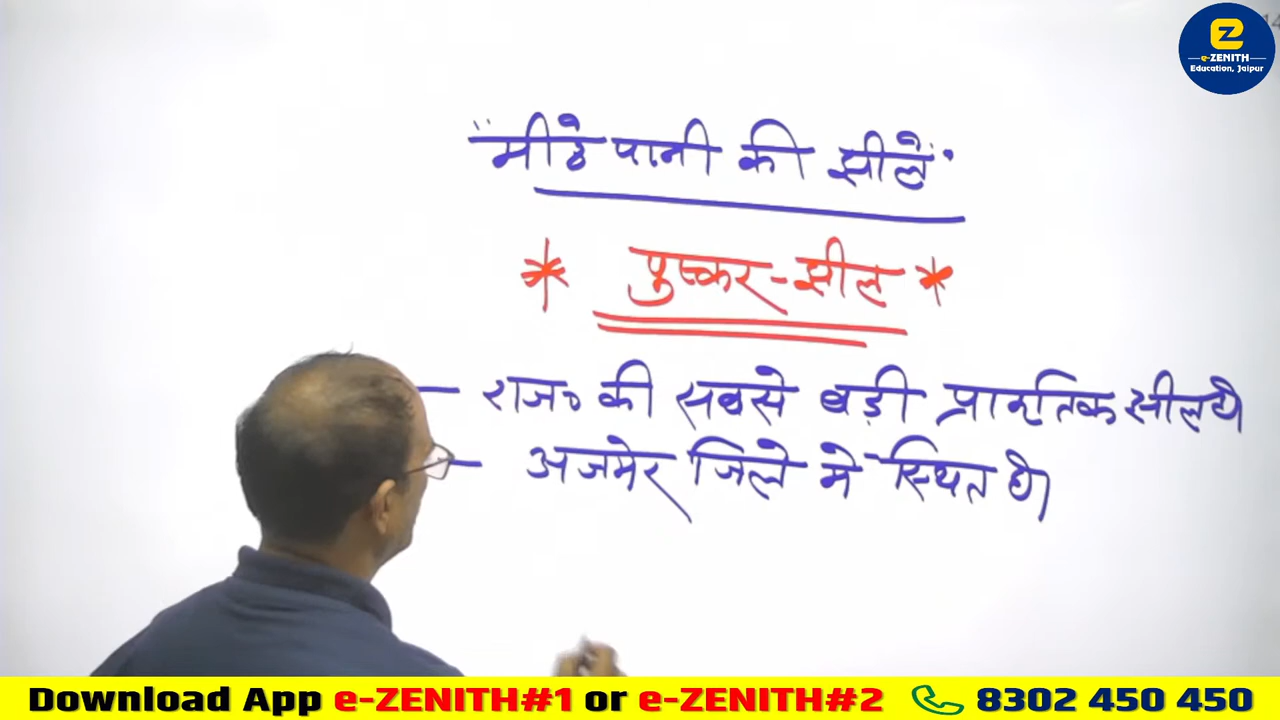 e-ZENITH
Education, Jaipur
"मीठे पानी की झीलें"
* पुष्कर-झील *
– राज० की सबसे बड़ी प्राकृतिक झील है।
– अजमेर जिले मे स्थित है।
Download App e-ZENITH#1 or e-ZENITH#2 8302 450 450